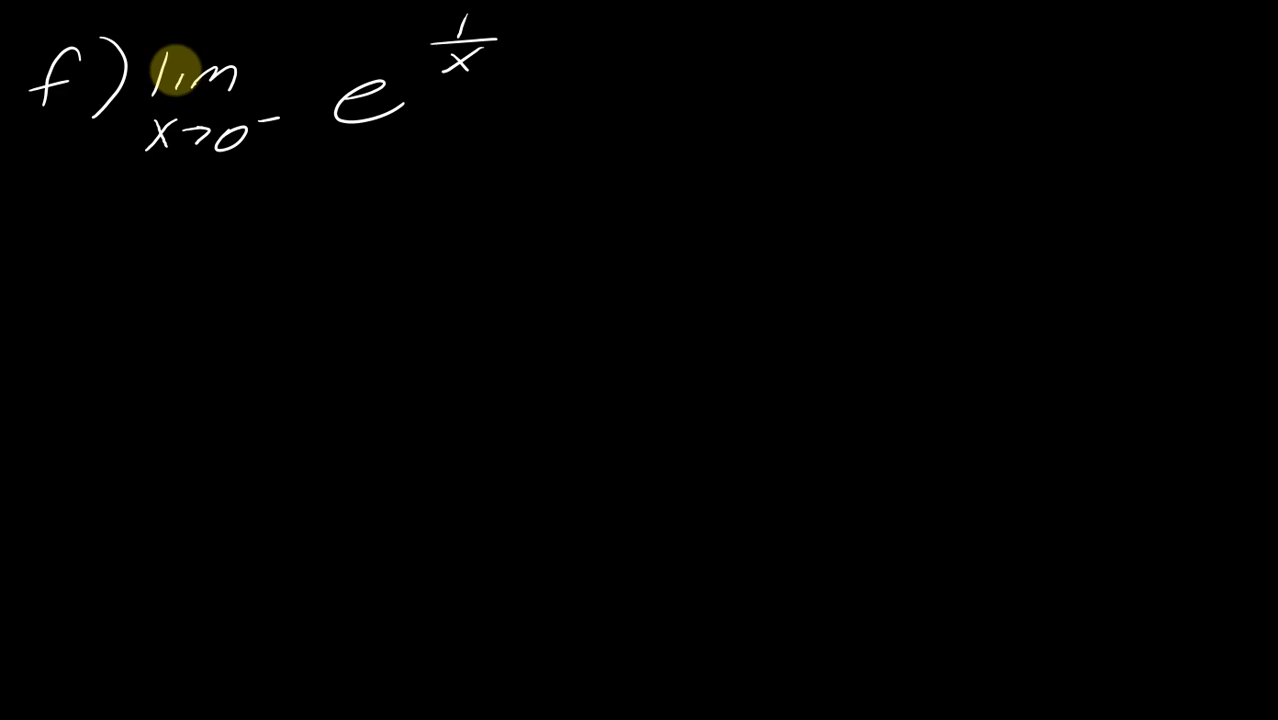 f) lim e^{1/x}
x→0⁻